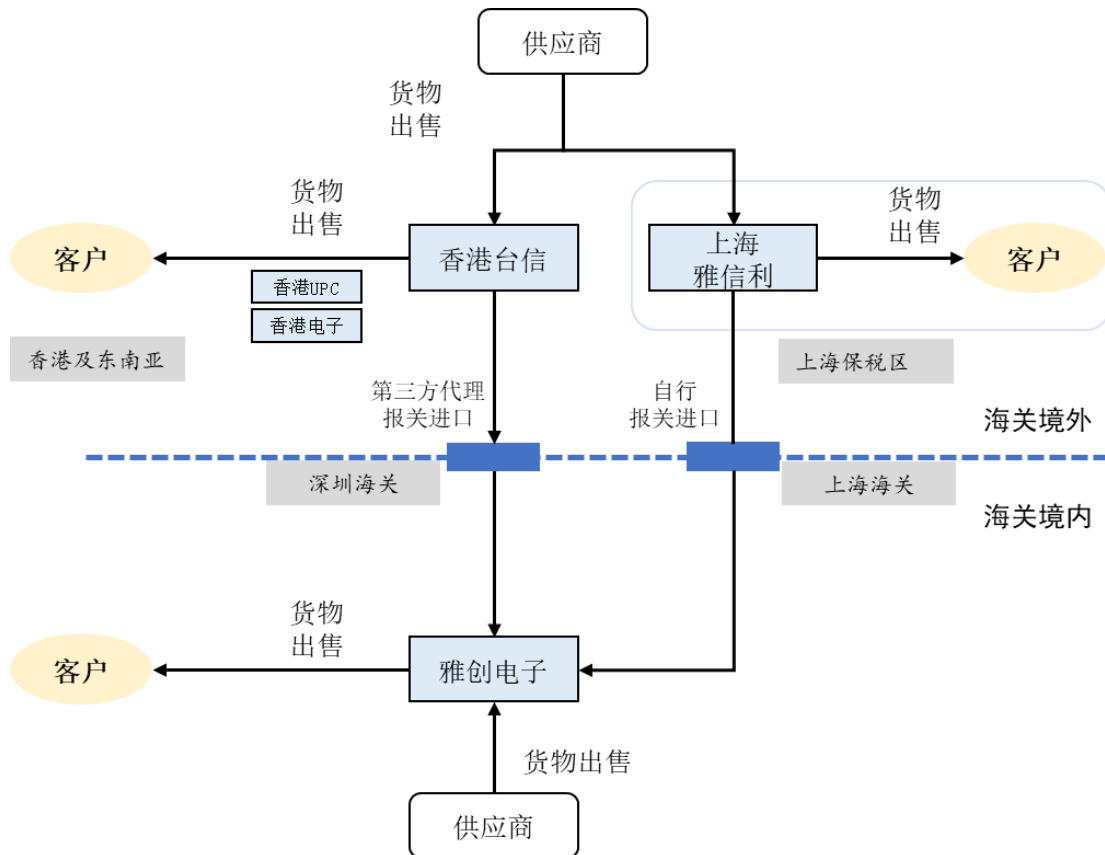 供应商
货物
出售
货物
出售
货物
出售
客户
香港台信
上海
雅信利
客户
香港UPC
香港电子
香港及东南亚
上海保税区
第三方代理
报关进口
自行
报关进口
海关境外
深圳海关
上海海关
海关境内
货物
出售
客户
雅创电子
货物出售
供应商